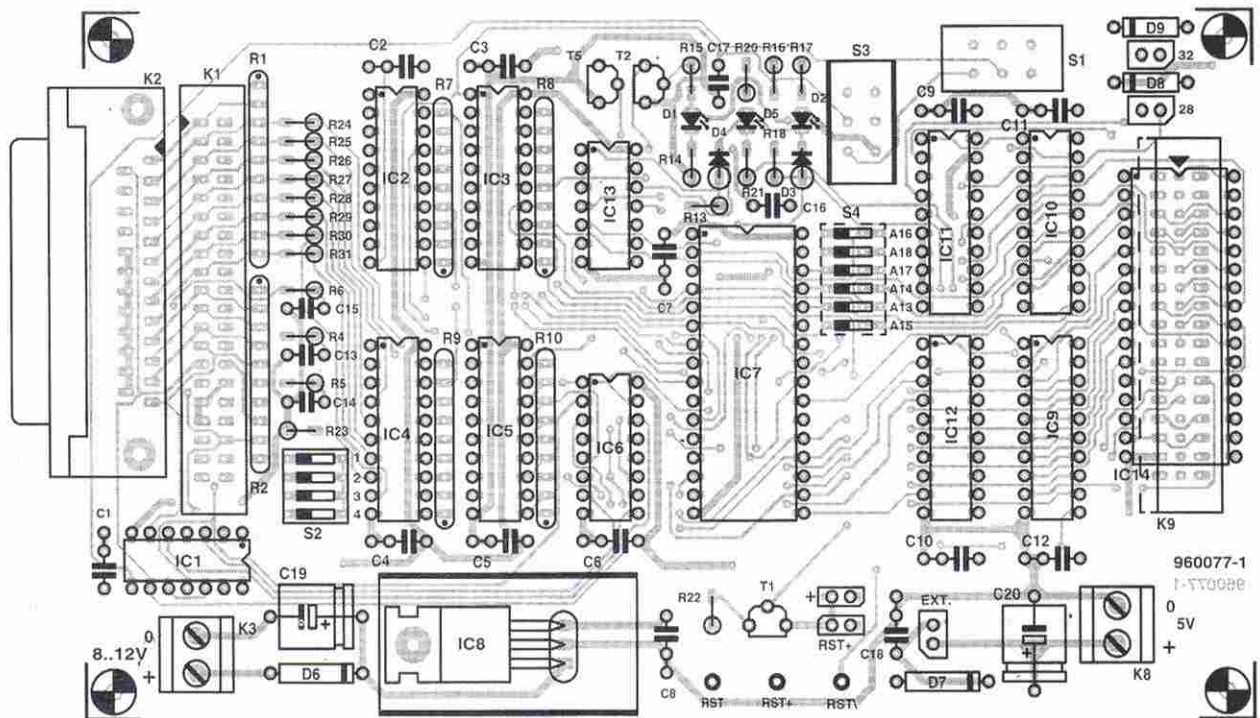 D9
C2
C3
T5
T2
R15
C17
R20
R16
R17
S3
S1
32
K2
K1
R1
R7
R8
D8
C9
C11
28
D1
D4
D5
R18
D2
R24
R25
R26
R27
R28
R29
R30
R31
IC2
IC3
IC13
R14
R13
R21
D3
C16
S4
A16
A18
A17
A14
A13
A15
IC11
IC10
R6
C15
R4
C13
R5
C14
R23
C7
R9
R10
IC4
IC5
IC6
IC7
IC12
IC9
IC14
K9
R2
1
2
3
4
S2
C1
IC1
C4
C5
C6
C10
C12
960077-1
960077-1
C19
K3
0
8..12V
+
+
D6
IC8
R22
T1
+
RST+
C8
RST
RST+
RST\
C18
EXT.
D7
C20
+
0
5V
+
K8